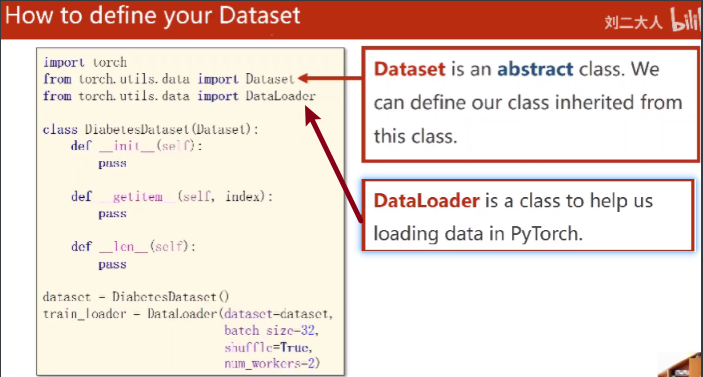 How to define your Dataset
刘二大人 bili
import torch
from torch.utils.data import Dataset
from torch.utils.data import DataLoader
class DiabetesDataset(Dataset):
def __init__(self):
pass
def __getitem__(self, index):
pass
def __len__(self):
pass
dataset = DiabetesDataset()
train_loader = DataLoader(dataset=dataset,
batch_size=32,
shuffle=True,
num_workers=2)
Dataset is an abstract class. We
can define our class inherited from
this class.
DataLoader is a class to help us
loading data in PyTorch.